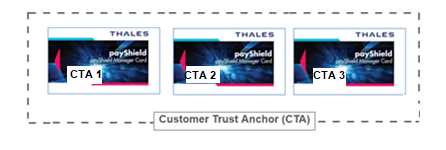 THALES
payShield
payShield Manager Card
CTA 1
THALES
payShield
payShield Manager Card
CTA 2
THALES
payShield
payShield Manager Card
CTA 3
Customer Trust Anchor (CTA)